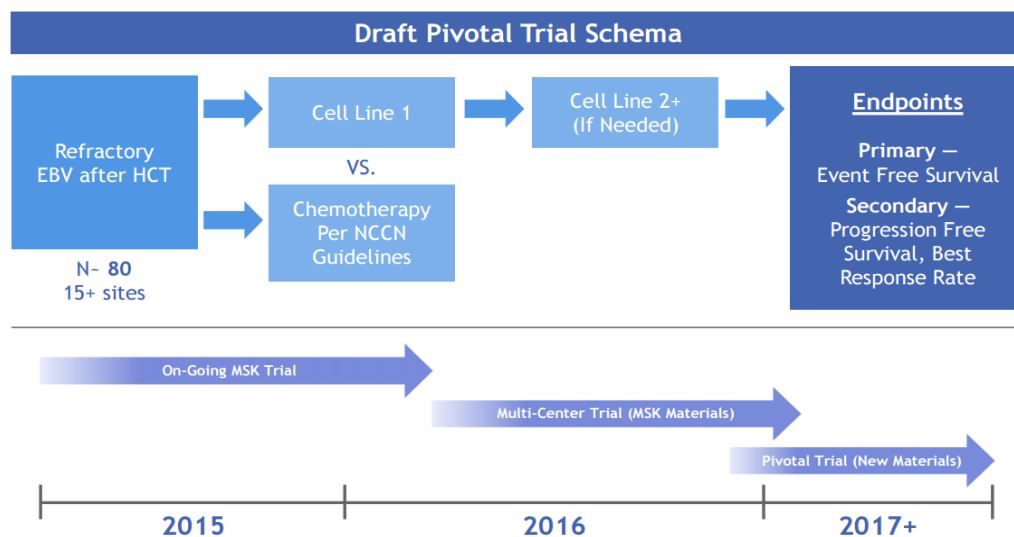 Draft Pivotal Trial Schema
Refractory
EBV after HCT
N~ 80
15+ sites
Cell Line 1
VS.
Chemotherapy
Per NCCN
Guidelines
Cell Line 2+
(If Needed)
Endpoints
Primary —
Event Free Survival
Secondary —
Progression Free
Survival, Best
Response Rate
On-Going MSK Trial
Multi-Center Trial (MSK Materials)
Pivotal Trial (New Materials)
2015
2016
2017+